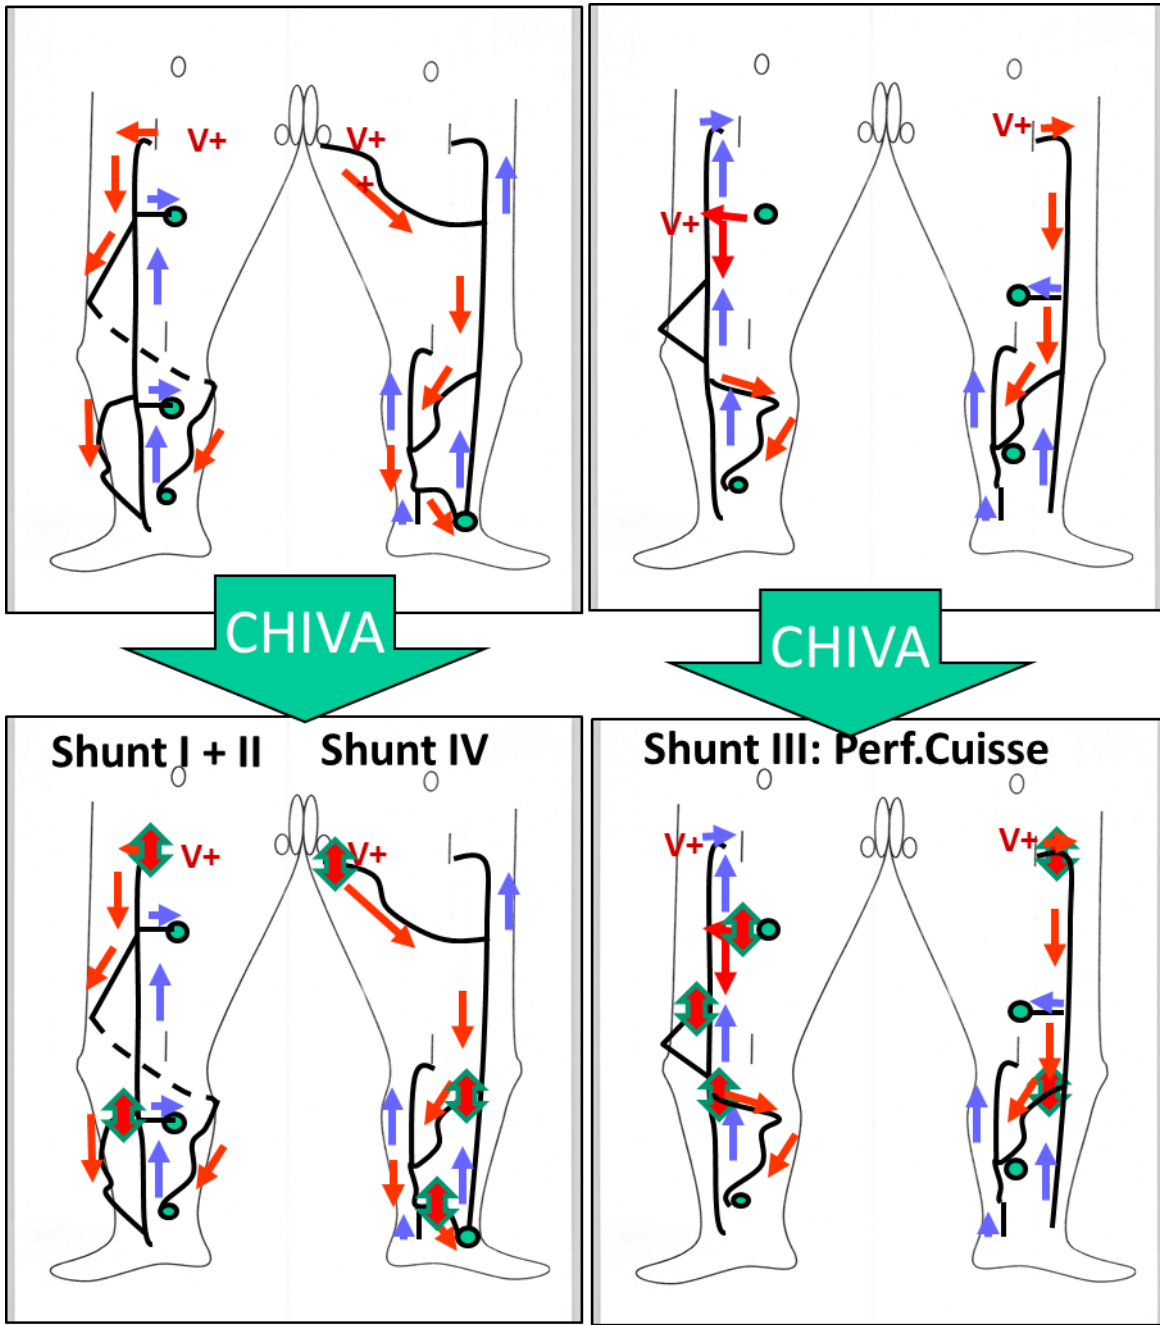 V+
V+
+
V+
V+
CHIVA
CHIVA
Shunt I + II
Shunt IV
Shunt III: Perf.Cuisse
V+
V+
V+
V+